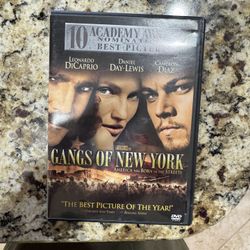 10 ACADEMY AWARD
NOMINATIONS
BEST PICTURE
LEONARDO DANIEL CAMERON
DICAPRIO DAY-LEWIS DIAZ
GANGS OF NEW YORK
AMERICA WAS BORN IN THE STREETS
"THE BEST PICTURE OF THE YEAR!"
DVD